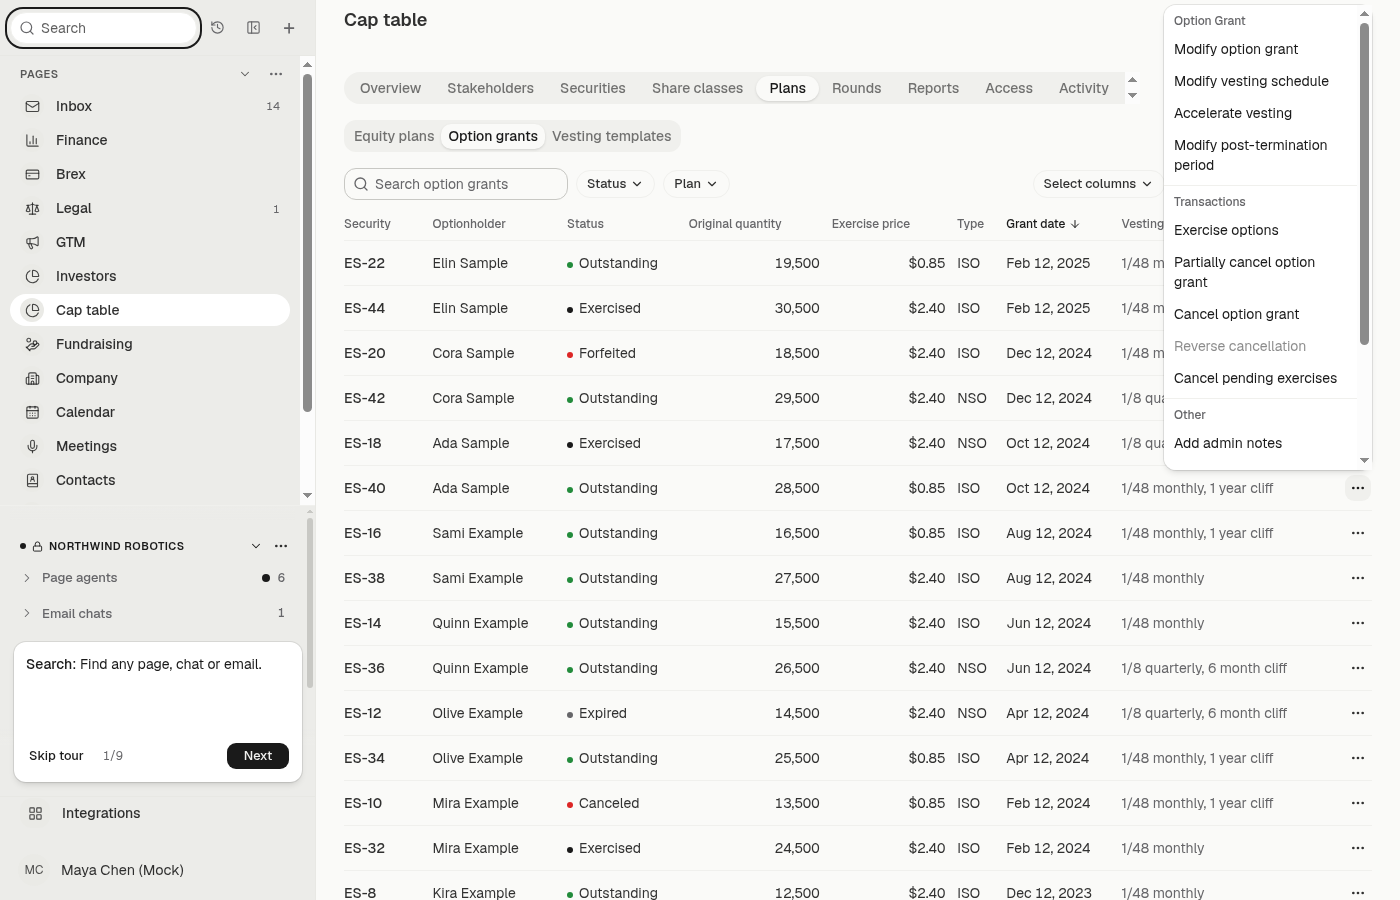 Search
PAGES
Inbox 14
Finance
Brex
Legal 1
GTM
Investors
Cap table
Fundraising
Company
Calendar
Meetings
Contacts
NORTHWIND ROBOTICS
Page agents 6
Email chats 1
Search: Find any page, chat or email.
Skip tour 1/9 Next
Integrations
MC Maya Chen (Mock)
Cap table
Overview Stakeholders Securities Share classes Plans Rounds Reports Access Activity
Equity plans Option grants Vesting templates
Search option grants Status Plan Select columns
Security Optionholder Status Original quantity Exercise price Type Grant date Vesting
ES-22 Elin Sample Outstanding 19,500 $0.85 ISO Feb 12, 2025 1/48 m
ES-44 Elin Sample Exercised 30,500 $2.40 ISO Feb 12, 2025 1/48 m
ES-20 Cora Sample Forfeited 18,500 $2.40 ISO Dec 12, 2024 1/48 m
ES-42 Cora Sample Outstanding 29,500 $2.40 NSO Dec 12, 2024 1/8 qua
ES-18 Ada Sample Exercised 17,500 $2.40 NSO Oct 12, 2024 1/8 qua
ES-40 Ada Sample Outstanding 28,500 $0.85 ISO Oct 12, 2024 1/48 monthly, 1 year cliff
ES-16 Sami Example Outstanding 16,500 $0.85 ISO Aug 12, 2024 1/48 monthly, 1 year cliff
ES-38 Sami Example Outstanding 27,500 $2.40 ISO Aug 12, 2024 1/48 monthly
ES-14 Quinn Example Outstanding 15,500 $2.40 ISO Jun 12, 2024 1/48 monthly
ES-36 Quinn Example Outstanding 26,500 $2.40 NSO Jun 12, 2024 1/8 quarterly, 6 month cliff
ES-12 Olive Example Expired 14,500 $2.40 NSO Apr 12, 2024 1/8 quarterly, 6 month cliff
ES-34 Olive Example Outstanding 25,500 $0.85 ISO Apr 12, 2024 1/48 monthly, 1 year cliff
ES-10 Mira Example Canceled 13,500 $0.85 ISO Feb 12, 2024 1/48 monthly, 1 year cliff
ES-32 Mira Example Exercised 24,500 $2.40 ISO Feb 12, 2024 1/48 monthly
ES-8 Kira Example Outstanding 12,500 $2.40 ISO Dec 12, 2023 1/48 monthly
Option Grant
Modify option grant
Modify vesting schedule
Accelerate vesting
Modify post-termination
period
Transactions
Exercise options
Partially cancel option
grant
Cancel option grant
Reverse cancellation
Cancel pending exercises
Other
Add admin notes